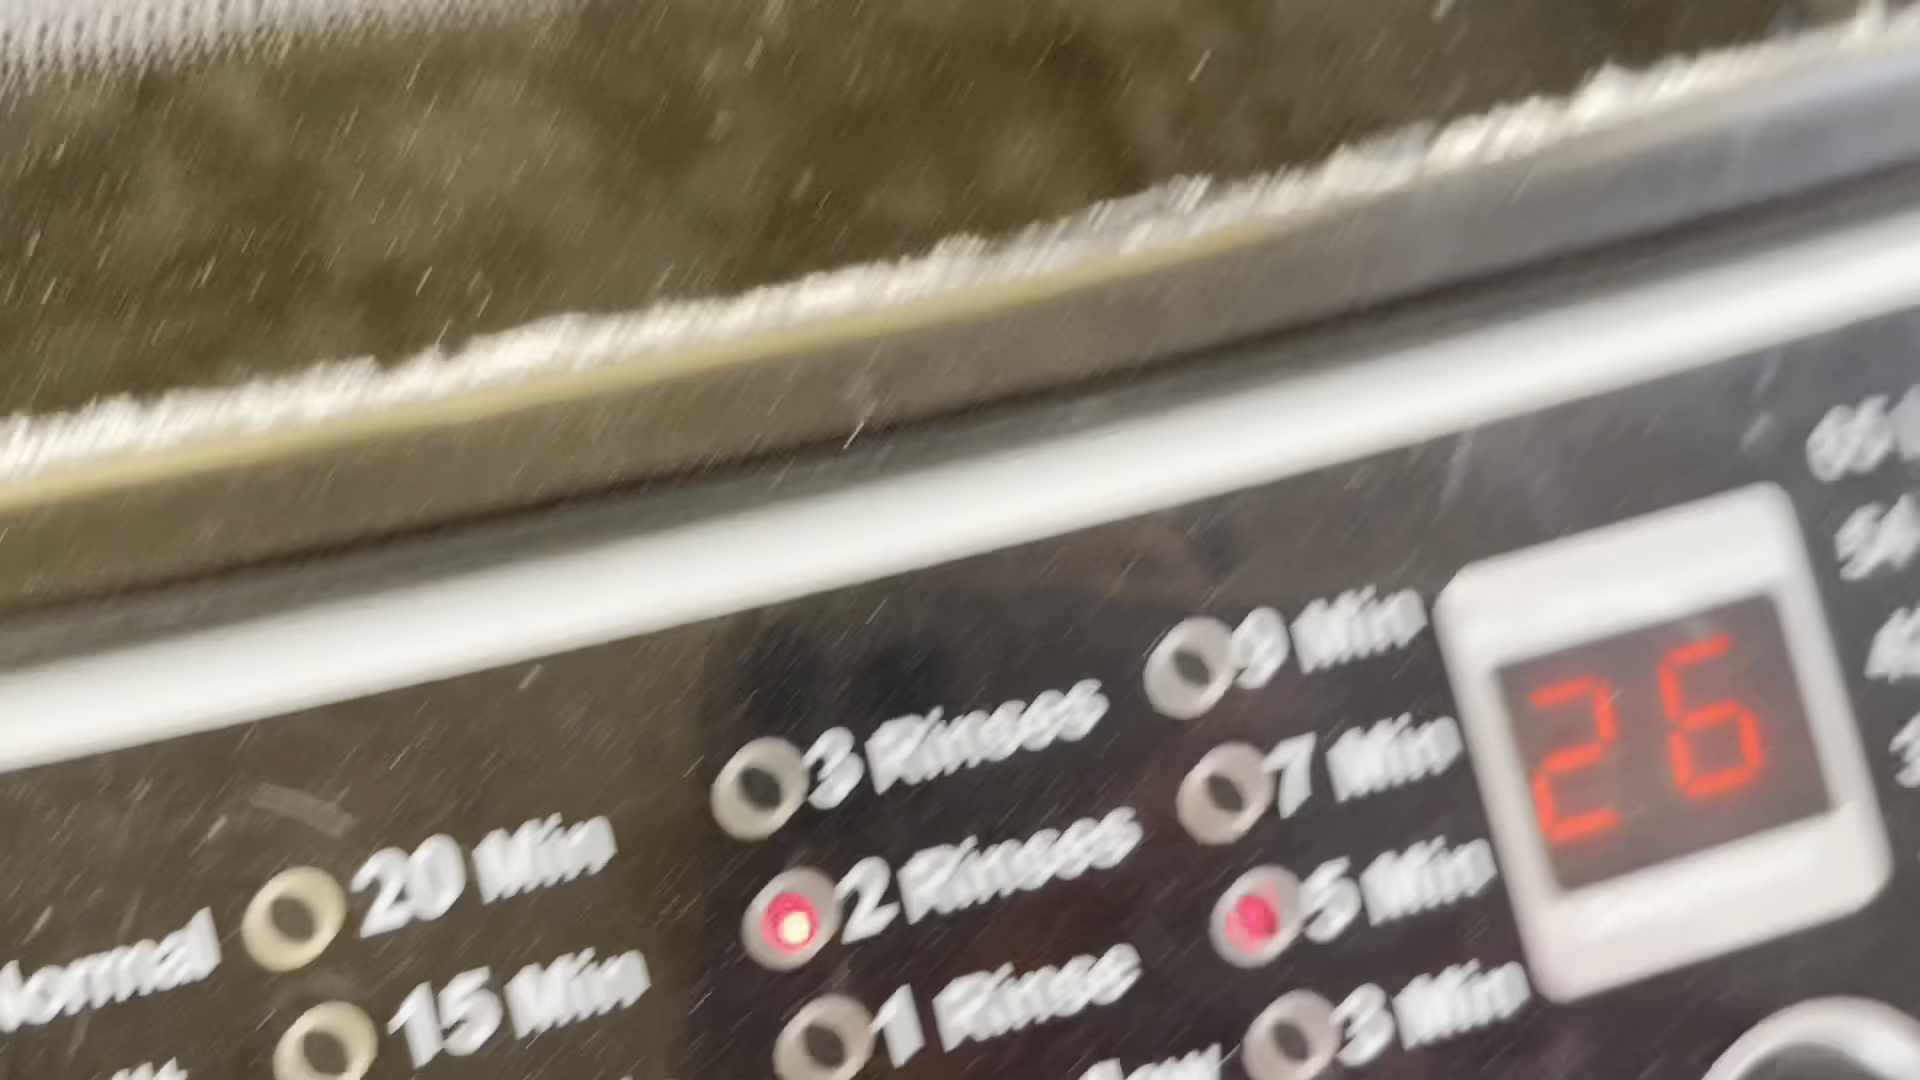 9 Min
3 Rinses
7 Min
26
20 Min
2 Rinses
5 Min
Normal
15 Min
1 Rinse
3 Min